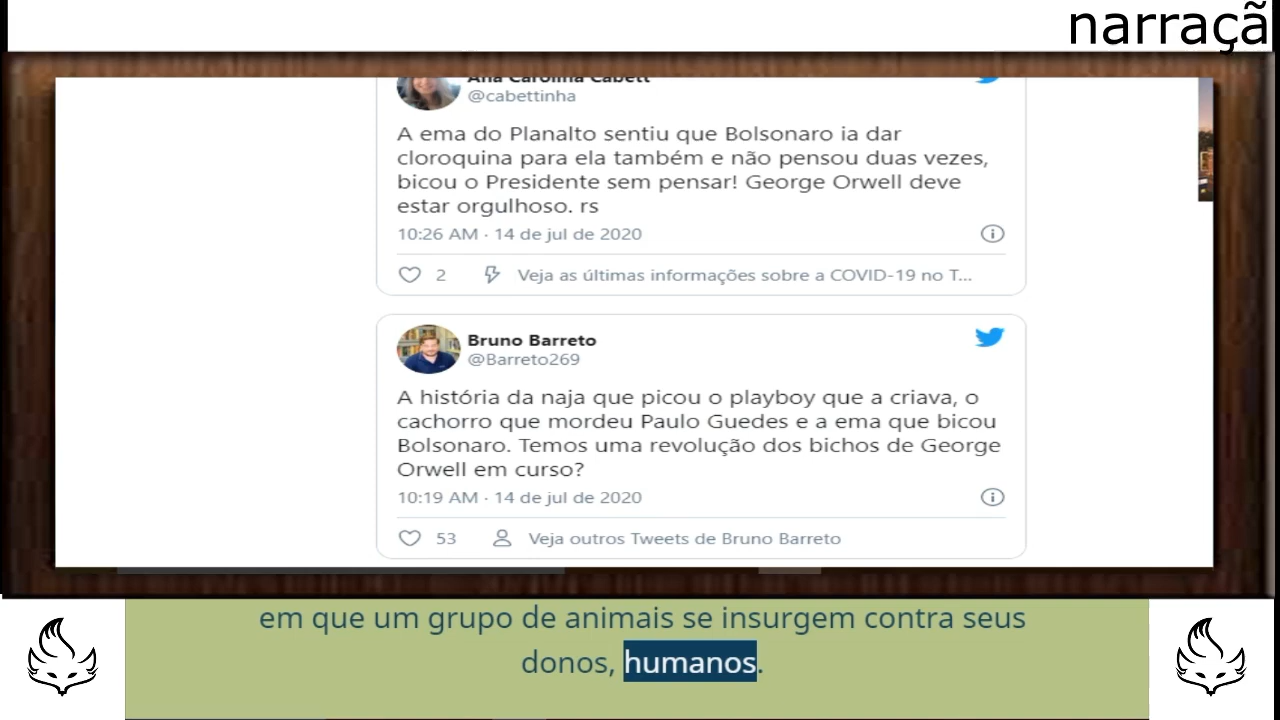 narraçã
Ana Carolina Cabett
@cabettinha
A ema do Planalto sentiu que Bolsonaro ia dar
cloroquina para ela também e não pensou duas vezes,
bicou o Presidente sem pensar! George Orwell deve
estar orgulhoso. rs
10:26 AM · 14 de jul de 2020
2 Veja as últimas informações sobre a COVID-19 no T...
Bruno Barreto
@Barreto269
A história da naja que picou o playboy que a criava, o
cachorro que mordeu Paulo Guedes e a ema que bicou
Bolsonaro. Temos uma revolução dos bichos de George
Orwell em curso?
10:19 AM · 14 de jul de 2020
53 Veja outros Tweets de Bruno Barreto
em que um grupo de animais se insurgem contra seus
donos, humanos.